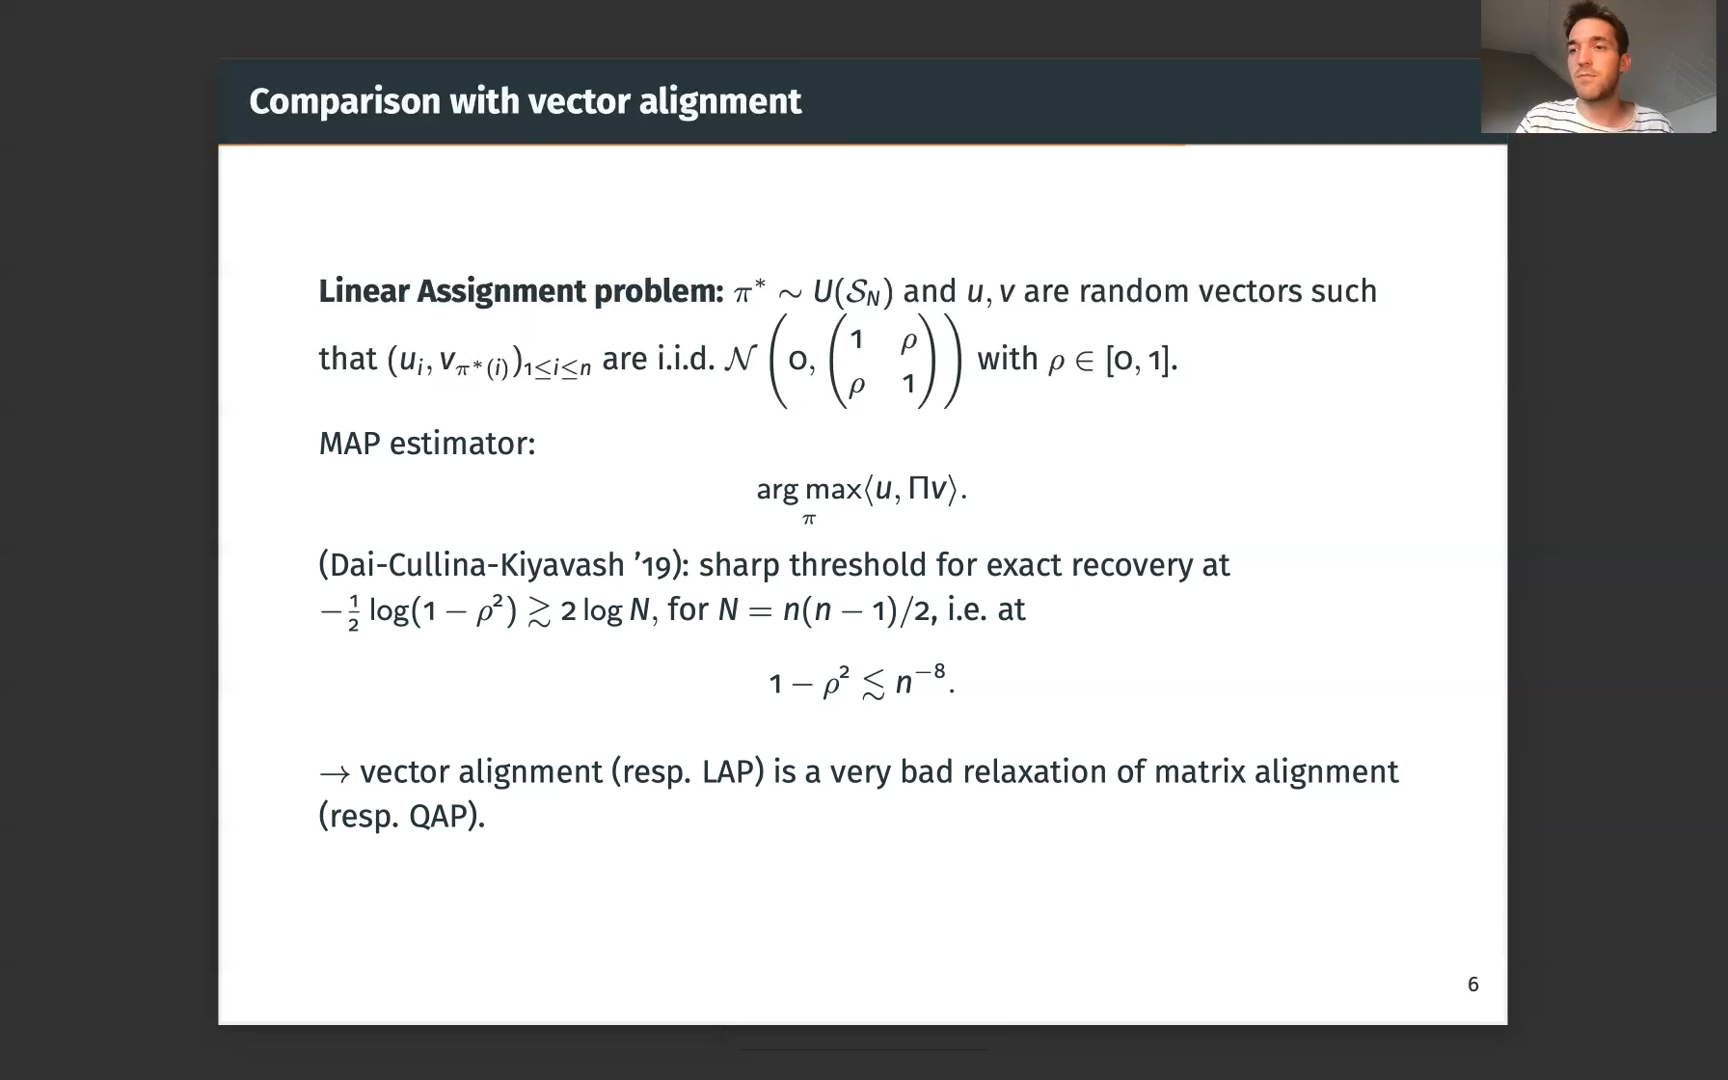 Comparison with vector alignment
Linear Assignment problem: π* ∼ U(𝒮_N) and u, v are random vectors such
that (u_i, v_{π*(i)})_{1≤i≤n} are i.i.d. 𝒩(0, (1 ρ; ρ 1)) with ρ ∈ [0, 1].
MAP estimator:
arg max_π ⟨u, Πv⟩.
(Dai-Cullina-Kiyavash ’19): sharp threshold for exact recovery at
−½ log(1 − ρ²) ≳ 2 log N, for N = n(n − 1)/2, i.e. at
1 − ρ² ≲ n⁻⁸.
→ vector alignment (resp. LAP) is a very bad relaxation of matrix alignment
(resp. QAP).
6